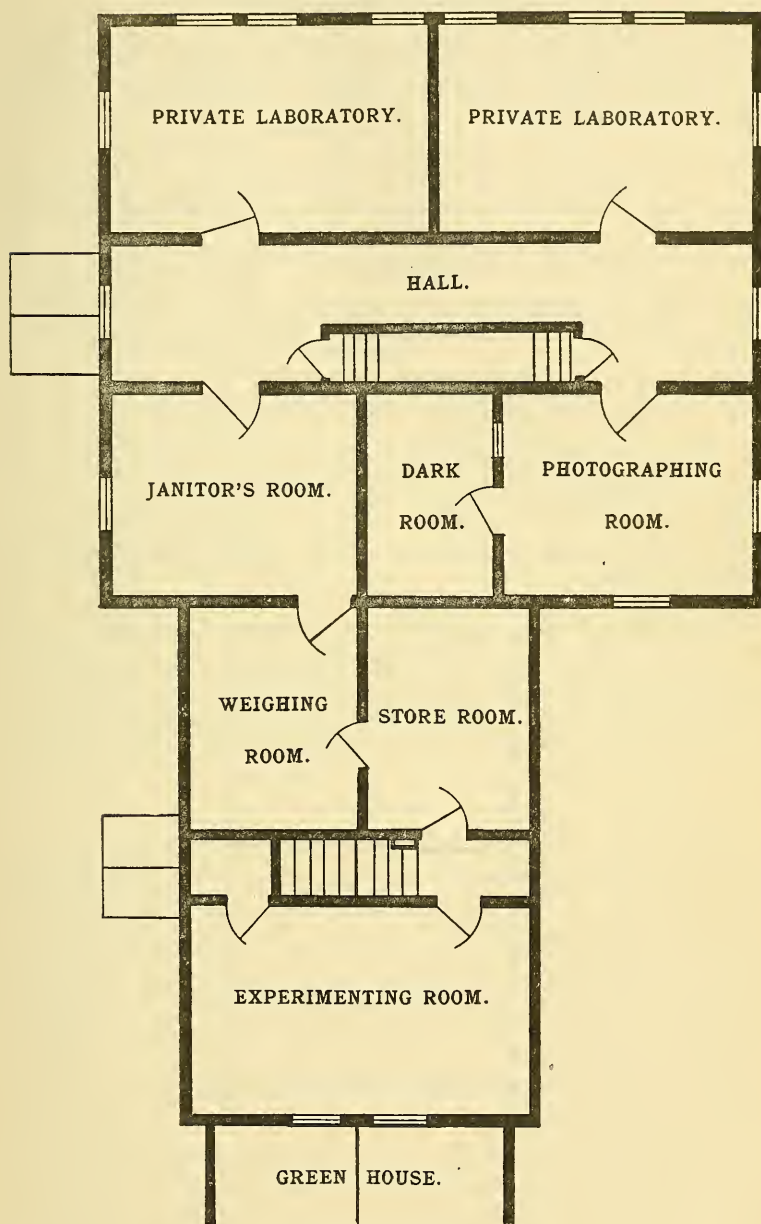 PRIVATE LABORATORY.
PRIVATE LABORATORY.
HALL.
JANITOR'S ROOM.
DARK
ROOM.
PHOTOGRAPHING
ROOM.
WEIGHING
ROOM.
STORE ROOM.
EXPERIMENTING ROOM.
GREEN HOUSE.